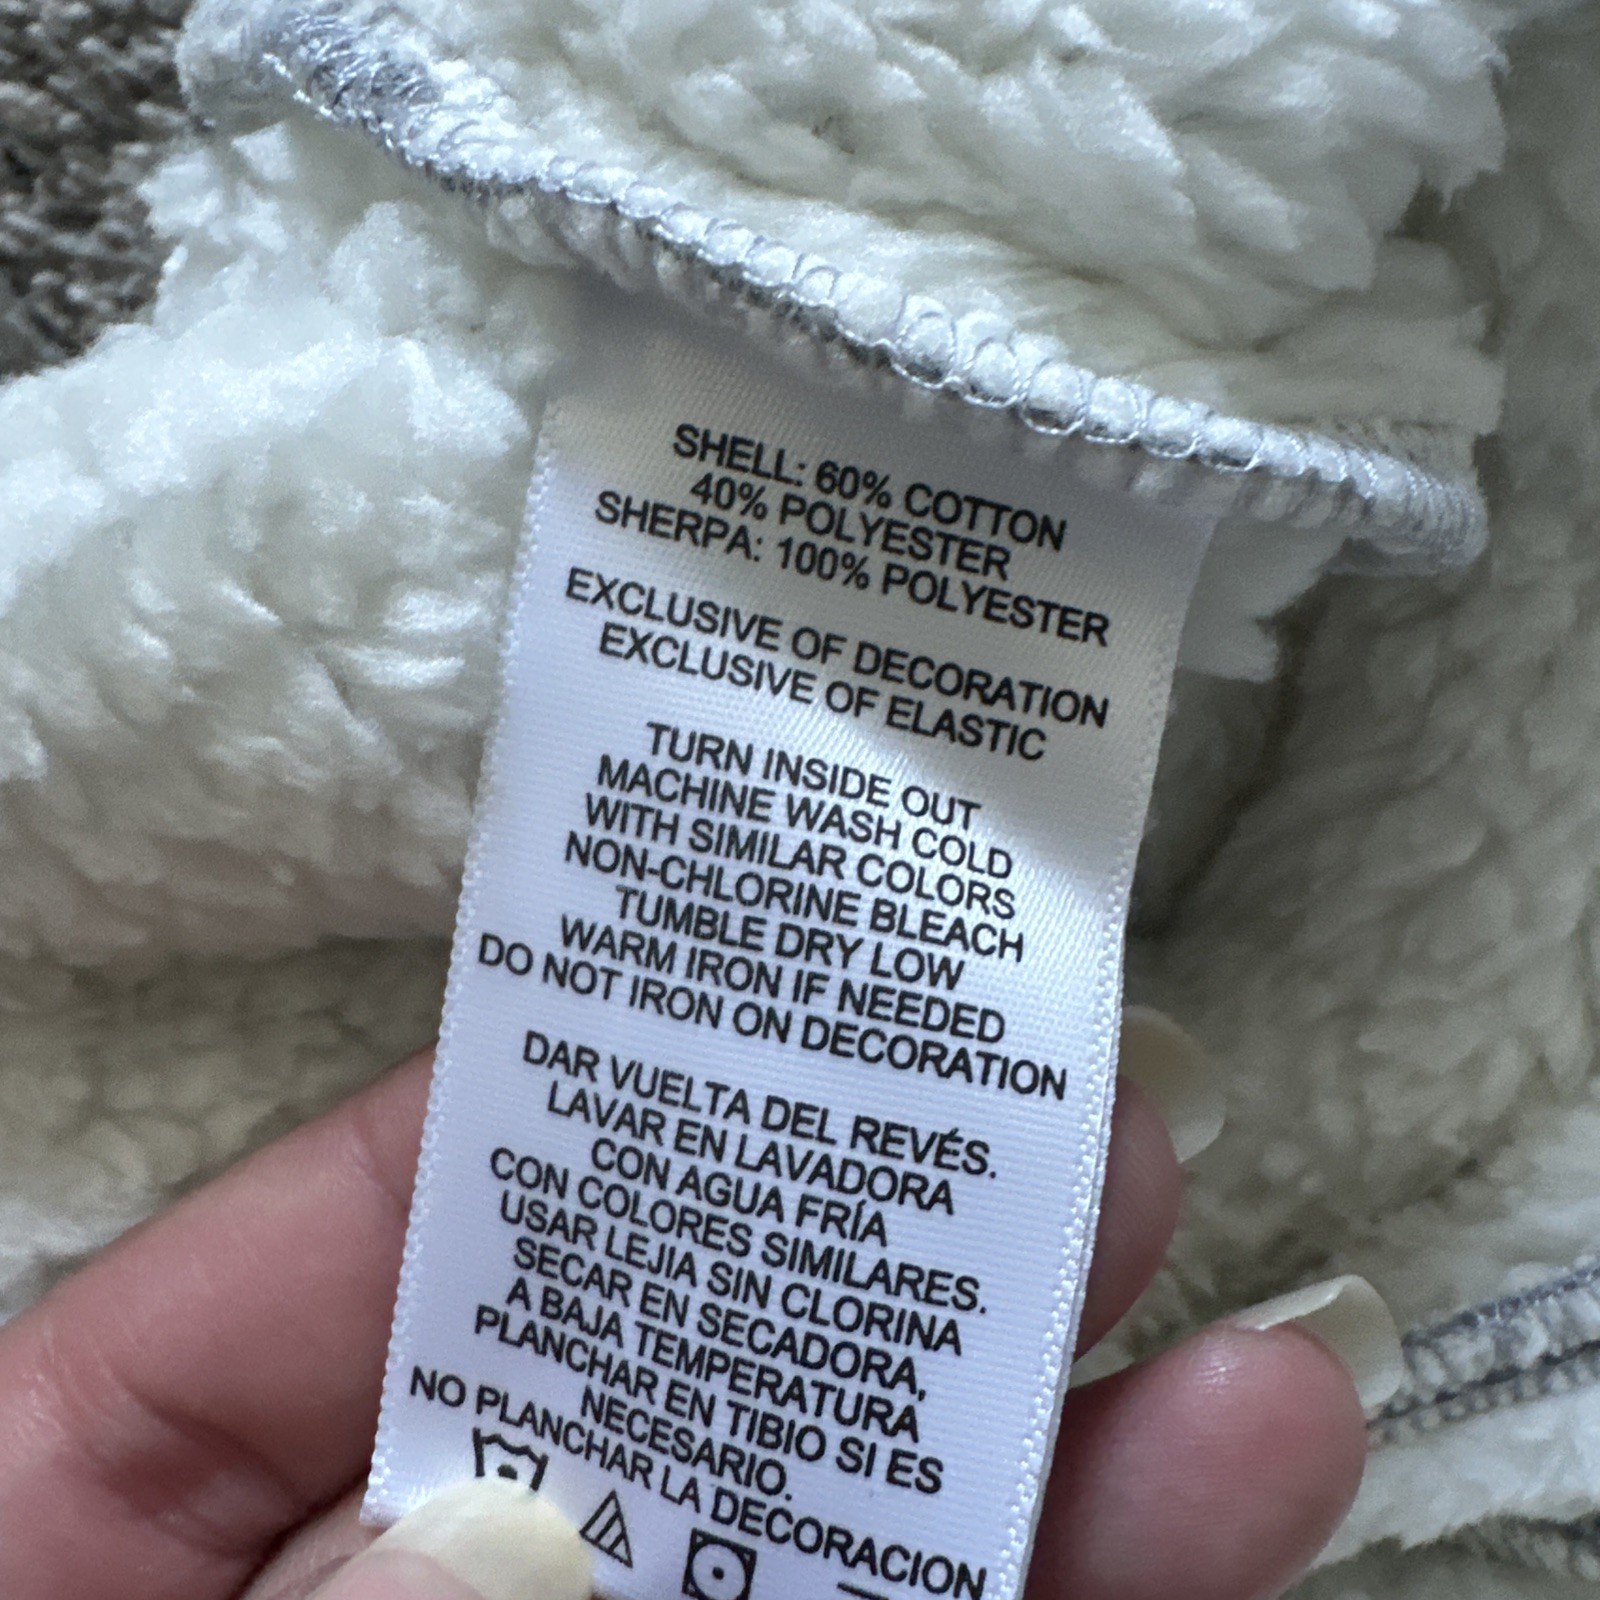 SHELL: 60% COTTON
40% POLYESTER
SHERPA: 100% POLYESTER
EXCLUSIVE OF DECORATION
EXCLUSIVE OF ELASTIC
TURN INSIDE OUT
MACHINE WASH COLD
WITH SIMILAR COLORS
NON-CHLORINE BLEACH
TUMBLE DRY LOW
WARM IRON IF NEEDED
DO NOT IRON ON DECORATION
DAR VUELTA DEL REVÉS.
LAVAR EN LAVADORA
CON AGUA FRÍA
CON COLORES SIMILARES.
USAR LEJIA SIN CLORINA
SECAR EN SECADORA,
A BAJA TEMPERATURA
PLANCHAR EN TIBIO SI ES
NECESARIO.
NO PLANCHAR LA DECORACION